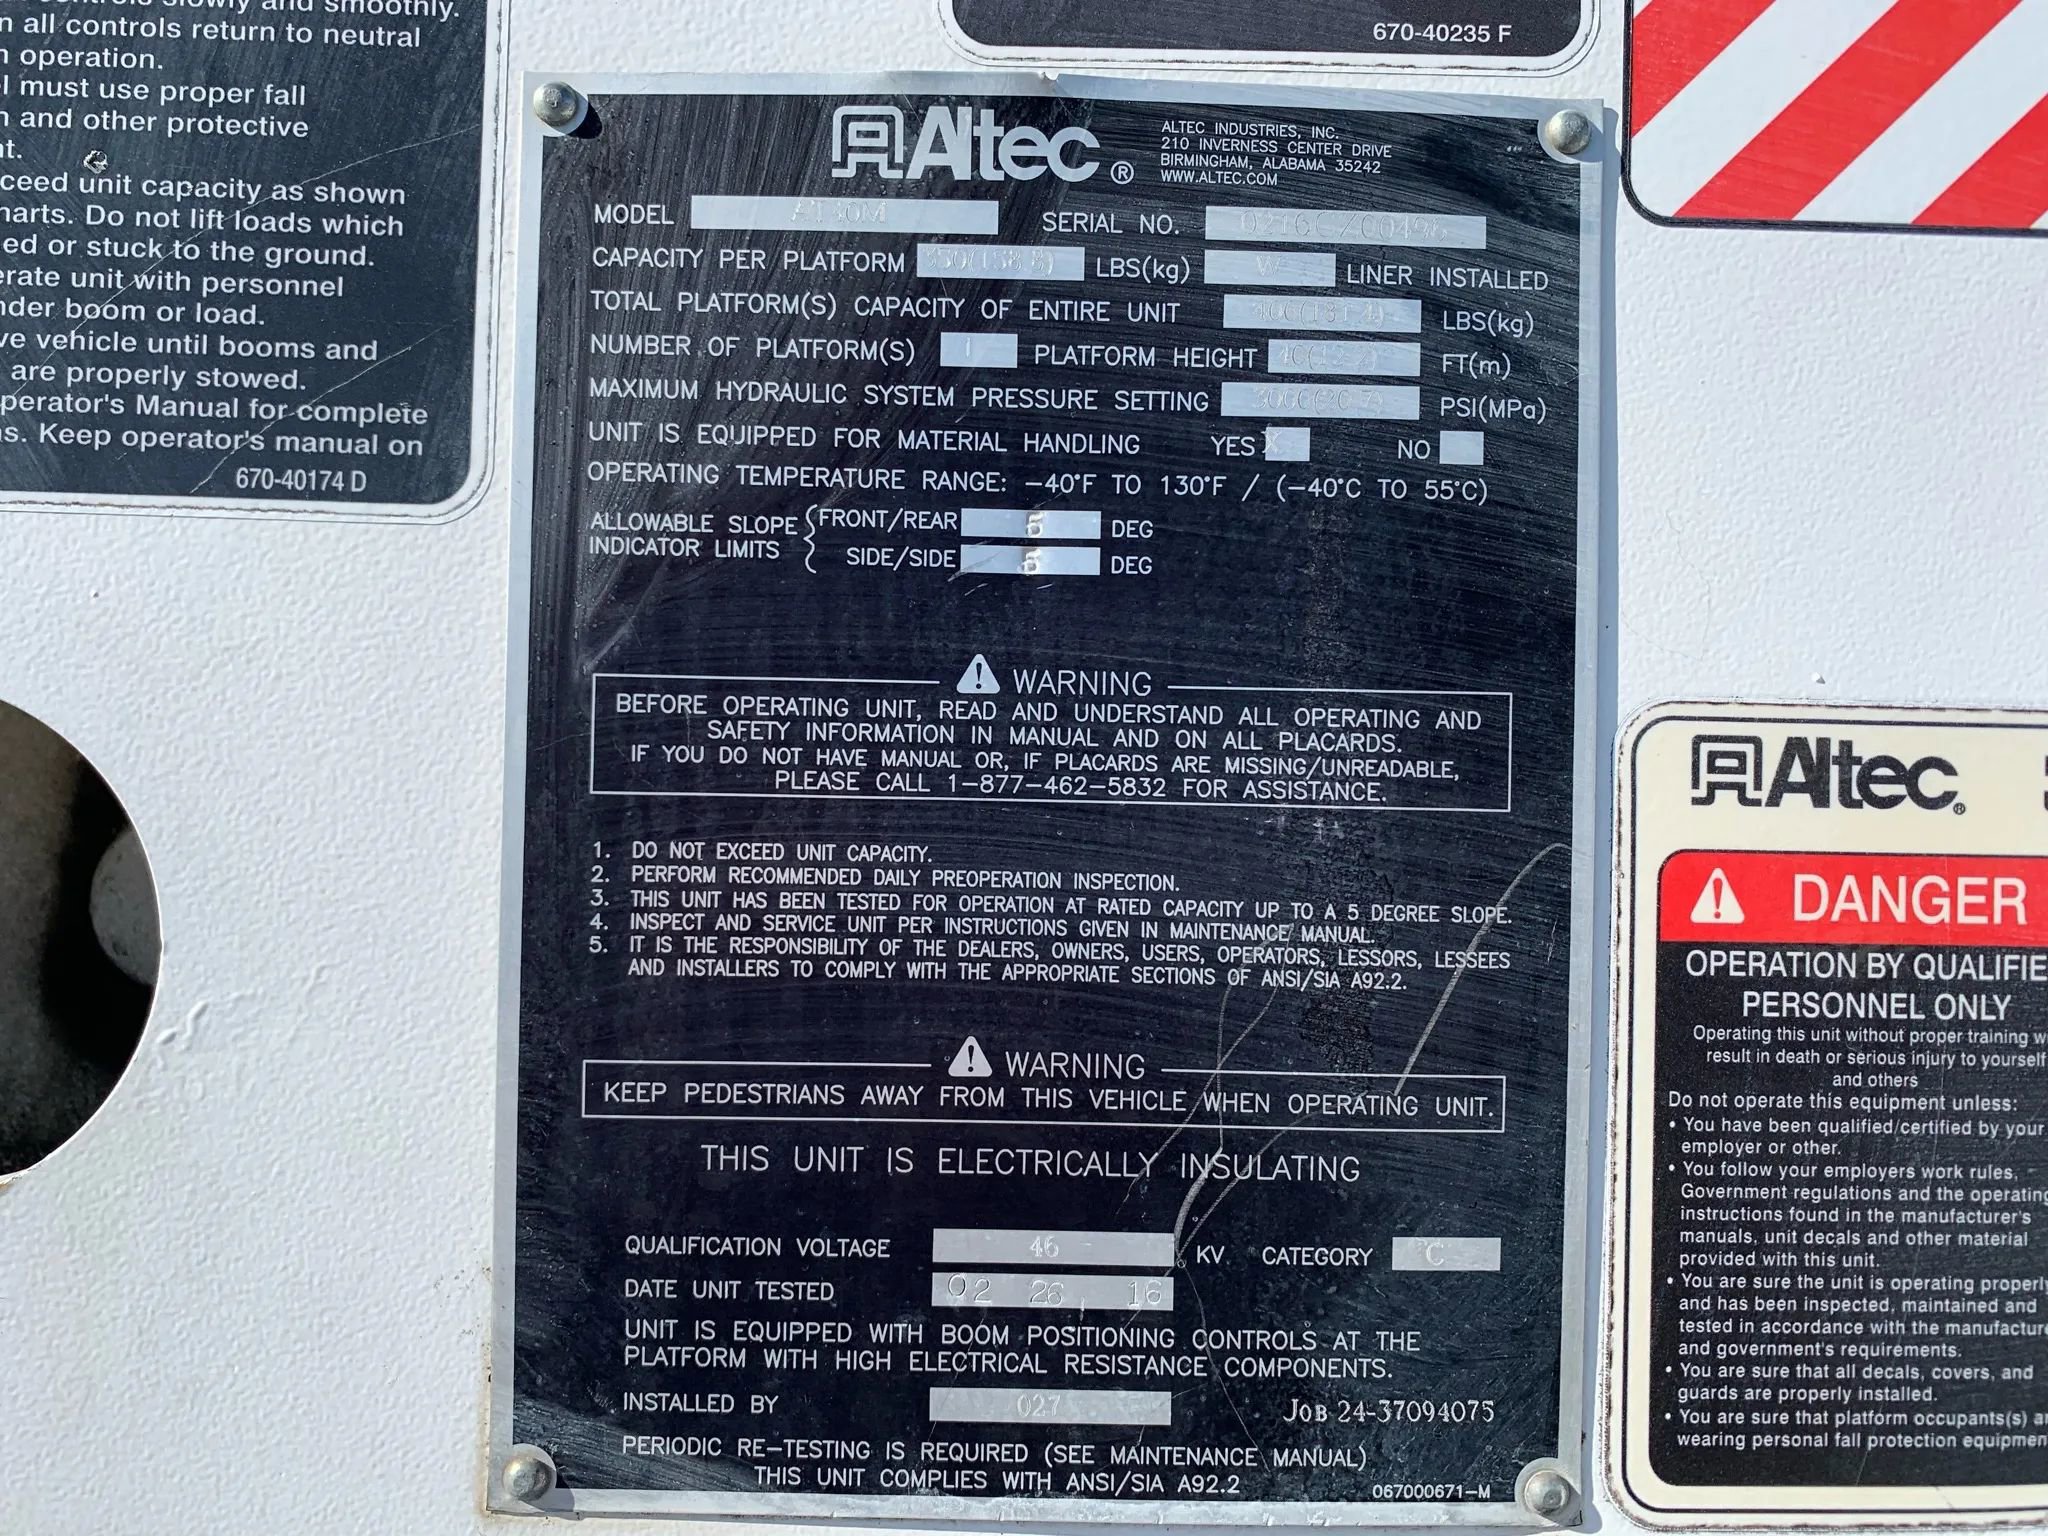 controls slowly and smoothly.
all controls return to neutral
operation.
must use proper fall
and other protective
unit capacity as shown
Do not lift loads which
or stuck to the ground.
unit with personnel
boom or load.
vehicle until booms and
are properly stowed.
Manual for complete
Keep operator's manual on
670-40174 D
670-40235 F
Altec ®
ALTEC INDUSTRIES, INC.
210 INVERNESS CENTER DRIVE
BIRMINGHAM, ALABAMA 35242
WWW.ALTEC.COM
MODEL SERIAL NO.
CAPACITY PER PLATFORM 350(158.8) LBS(kg) W LINER INSTALLED
TOTAL PLATFORM(S) CAPACITY OF ENTIRE UNIT LBS(kg)
NUMBER OF PLATFORM(S) 1 PLATFORM HEIGHT 40(12.2) FT(m)
MAXIMUM HYDRAULIC SYSTEM PRESSURE SETTING 3000(20.7) PSI(MPa)
UNIT IS EQUIPPED FOR MATERIAL HANDLING YES X NO
OPERATING TEMPERATURE RANGE: -40°F TO 130°F / (-40°C TO 55°C)
ALLOWABLE SLOPE INDICATOR LIMITS
FRONT/REAR 5 DEG
SIDE/SIDE 5 DEG
WARNING
BEFORE OPERATING UNIT, READ AND UNDERSTAND ALL OPERATING AND
SAFETY INFORMATION IN MANUAL AND ON ALL PLACARDS.
IF YOU DO NOT HAVE MANUAL OR, IF PLACARDS ARE MISSING/UNREADABLE,
PLEASE CALL 1-877-462-5832 FOR ASSISTANCE.
1. DO NOT EXCEED UNIT CAPACITY.
2. PERFORM RECOMMENDED DAILY PREOPERATION INSPECTION.
3. THIS UNIT HAS BEEN TESTED FOR OPERATION AT RATED CAPACITY UP TO A 5 DEGREE SLOPE.
4. INSPECT AND SERVICE UNIT PER INSTRUCTIONS GIVEN IN MAINTENANCE MANUAL.
5. IT IS THE RESPONSIBILITY OF THE DEALERS, OWNERS, USERS, OPERATORS, LESSORS, LESSEES
AND INSTALLERS TO COMPLY WITH THE APPROPRIATE SECTIONS OF ANSI/SIA A92.2.
WARNING
KEEP PEDESTRIANS AWAY FROM THIS VEHICLE WHEN OPERATING UNIT.
THIS UNIT IS ELECTRICALLY INSULATING
QUALIFICATION VOLTAGE 46 KV CATEGORY C
DATE UNIT TESTED 02 26 16
UNIT IS EQUIPPED WITH BOOM POSITIONING CONTROLS AT THE
PLATFORM WITH HIGH ELECTRICAL RESISTANCE COMPONENTS.
INSTALLED BY 027 JOB 24-37094075
PERIODIC RE-TESTING IS REQUIRED (SEE MAINTENANCE MANUAL)
THIS UNIT COMPLIES WITH ANSI/SIA A92.2
067000671-M
Altec®
DANGER
OPERATION BY
PERSONNEL ONLY
Operating this unit without proper training
result in death or serious injury to yourself
and others
Do not operate this equipment unless:
• You have been qualified/certified by your
employer or other.
• You follow your employers work rules,
Government regulations and the operating
instructions found in the manufacturer's
manuals, unit decals and other material
provided with this unit.
• You are sure the unit is operating properly
and has been inspected, maintained and
tested in accordance with the
and government's requirements.
• You are sure that all decals, covers, and
guards are properly installed.
• You are sure that platform occupants(s)
wearing personal fall protection